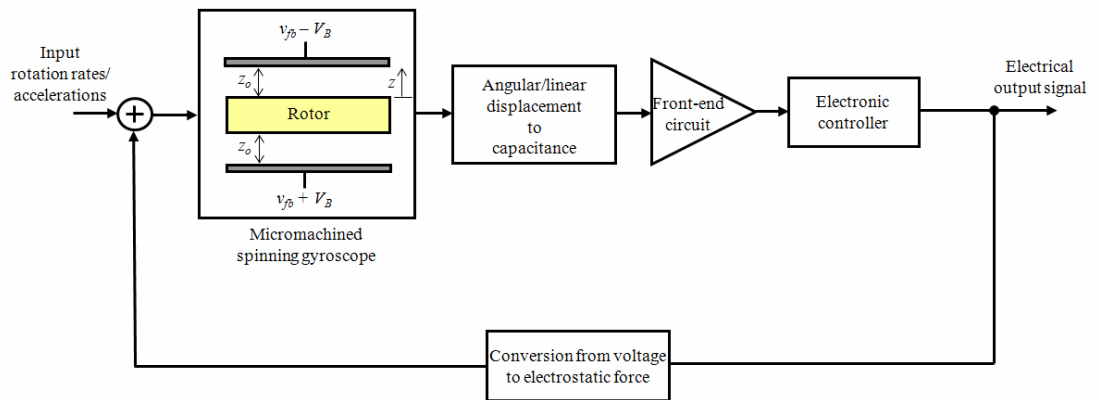 Input
rotation rates/
accelerations
+
v_fb – V_B
z_o
z
Rotor
z_o
v_fb + V_B
Micromachined
spinning gyroscope
Angular/linear
displacement
to
capacitance
Front-end
circuit
Electronic
controller
Electrical
output signal
Conversion from voltage
to electrostatic force